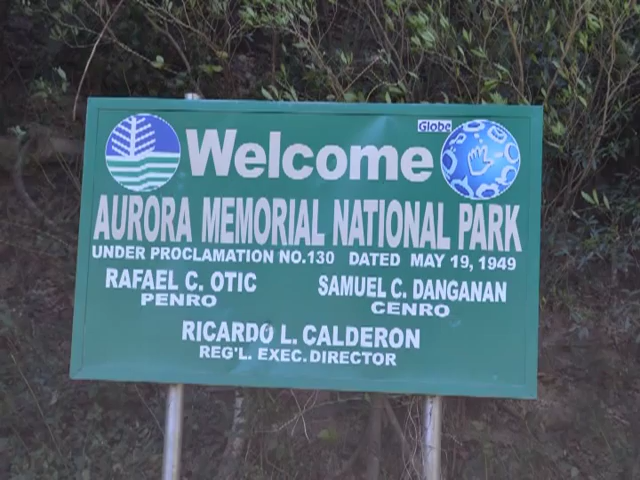 Globe
Welcome
AURORA MEMORIAL NATIONAL PARK
UNDER PROCLAMATION NO.130 DATED MAY 19, 1949
RAFAEL C. OTIC SAMUEL C. DANGANAN
PENRO CENRO
RICARDO L. CALDERON
REG'L. EXEC. DIRECTOR